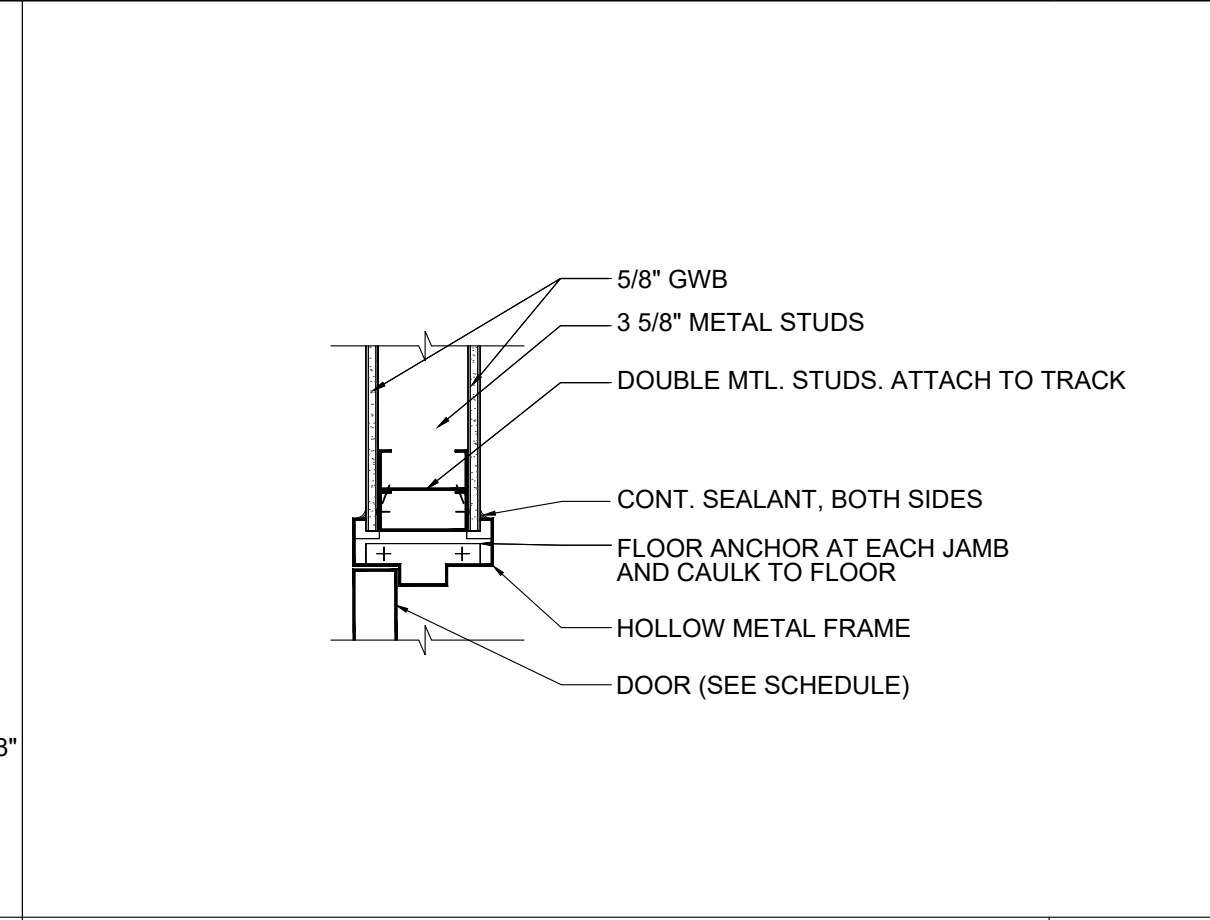 5/8" GWB
3 5/8" METAL STUDS
DOUBLE MTL. STUDS. ATTACH TO TRACK
CONT. SEALANT, BOTH SIDES
FLOOR ANCHOR AT EACH JAMB
AND CAULK TO FLOOR
HOLLOW METAL FRAME
DOOR (SEE SCHEDULE)